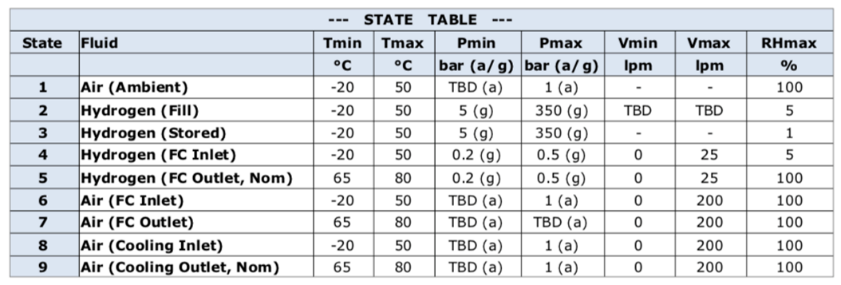 --- STATE TABLE ---
State Fluid Tmin Tmax Pmin Pmax Vmin Vmax RHmax
°C °C bar (a/g) bar (a/g) lpm lpm %
1 Air (Ambient) -20 50 TBD (a) 1 (a) - - 100
2 Hydrogen (Fill) -20 50 5 (g) 350 (g) TBD TBD 5
3 Hydrogen (Stored) -20 50 5 (g) 350 (g) - - 1
4 Hydrogen (FC Inlet) -20 50 0.2 (g) 0.5 (g) 0 25 5
5 Hydrogen (FC Outlet, Nom) 65 80 0.2 (g) 0.5 (g) 0 25 100
6 Air (FC Inlet) -20 50 TBD (a) 1 (a) 0 200 100
7 Air (FC Outlet) 65 80 TBD (a) TBD (a) 0 200 100
8 Air (Cooling Inlet) -20 50 TBD (a) 1 (a) 0 200 100
9 Air (Cooling Outlet, Nom) 65 80 TBD (a) 1 (a) 0 200 100